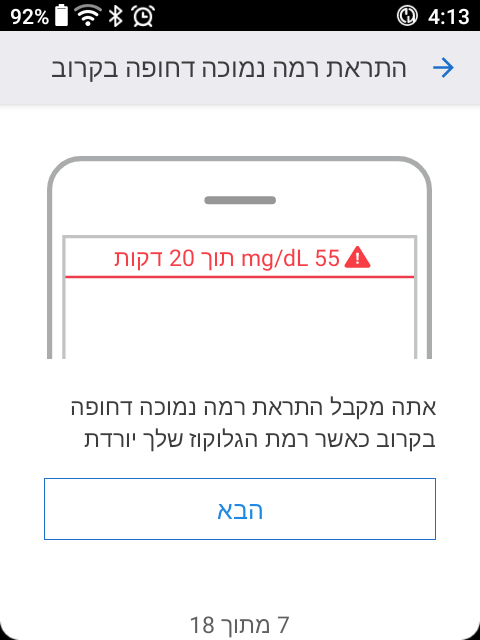 92% 4:13
התראת רמה נמוכה דחופה בקרוב
55 mg/dL תוך 20 דקות
אתה מקבל התראת רמה נמוכה דחופה
בקרוב כאשר רמת הגלוקוז שלך יורדת
הבא
7 מתוך 18